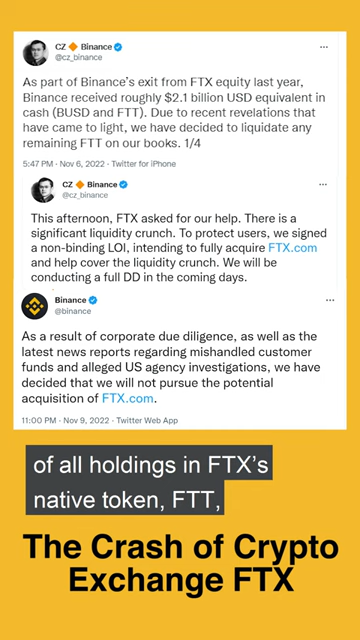 CZ Binance
@cz_binance
As part of Binance's exit from FTX equity last year,
Binance received roughly $2.1 billion USD equivalent in
cash (BUSD and FTT). Due to recent revelations that
have came to light, we have decided to liquidate any
remaining FTT on our books. 1/4
5:47 PM · Nov 6, 2022 · Twitter for iPhone
CZ Binance
@cz_binance
This afternoon, FTX asked for our help. There is a
significant liquidity crunch. To protect users, we signed
a non-binding LOI, intending to fully acquire FTX.com
and help cover the liquidity crunch. We will be
conducting a full DD in the coming days.
Binance
@binance
As a result of corporate due diligence, as well as the
latest news reports regarding mishandled customer
funds and alleged US agency investigations, we have
decided that we will not pursue the potential
acquisition of FTX.com.
11:00 PM · Nov 9, 2022 · Twitter Web App
of all holdings in FTX's
native token, FTT,
The Crash of Crypto
Exchange FTX